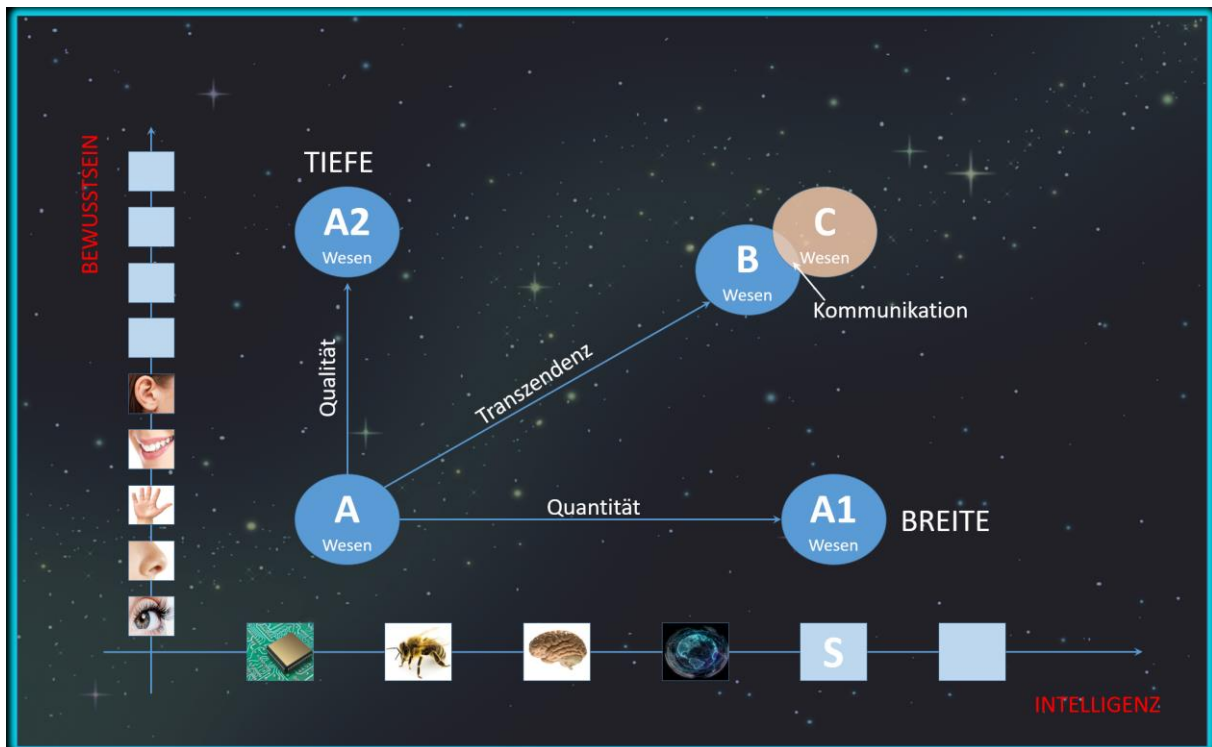 BEWUSSTSEIN
TIEFE
A2
Wesen
C
Wesen
B
Wesen
Kommunikation
Qualität
Transzendenz
A
Wesen
Quantität
A1
Wesen
BREITE
S
INTELLIGENZ